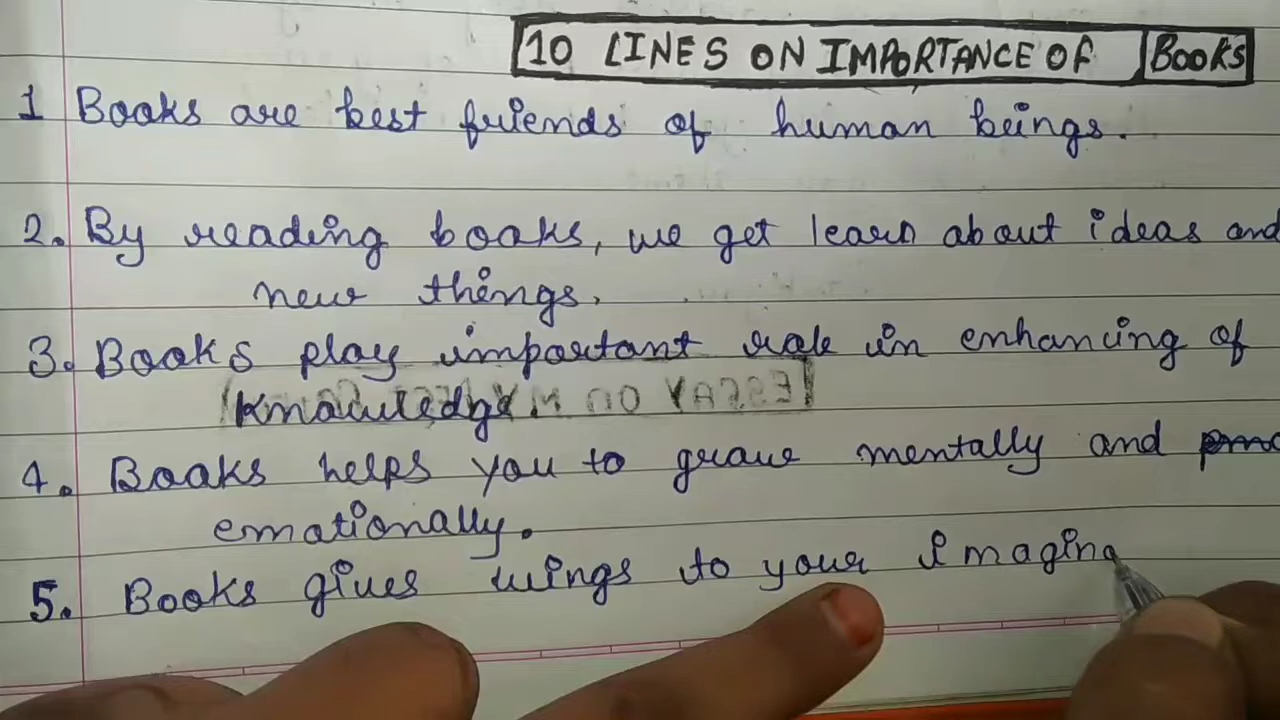 10 LINES ON IMPORTANCE OF BOOKS
1 Books are best friends of human beings.
2. By reading books, we get learn about ideas and
new things.
3. Books play important role in enhancing of
knowledge
4. Books helps you to grow mentally and
emotionally.
5. Books gives wings to your Imagina